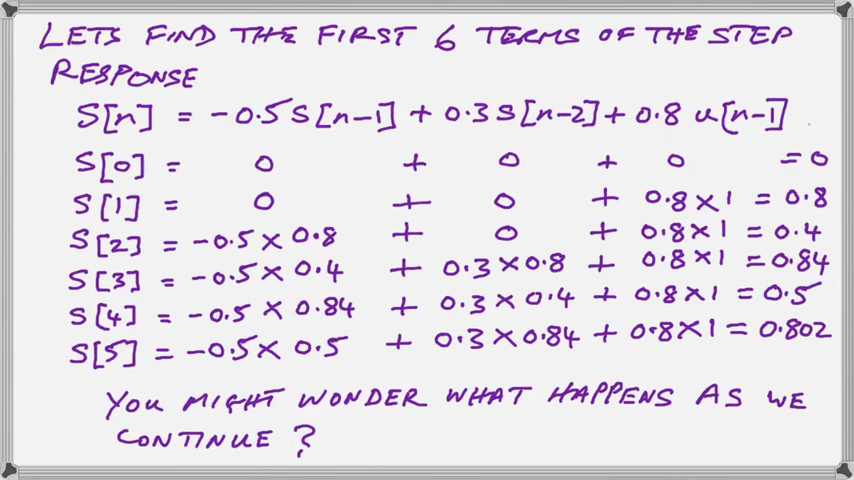 LETS FIND THE FIRST 6 TERMS OF THE STEP
RESPONSE
S[n] = -0.5 S[n-1] + 0.3 S[n-2] + 0.8 u[n-1]
S[0] = 0 + 0 + 0 = 0
S[1] = 0 + 0 + 0.8 × 1 = 0.8
S[2] = -0.5 × 0.8 + 0 + 0.8 × 1 = 0.4
S[3] = -0.5 × 0.4 + 0.3 × 0.8 + 0.8 × 1 = 0.84
S[4] = -0.5 × 0.84 + 0.3 × 0.4 + 0.8 × 1 = 0.5
S[5] = -0.5 × 0.5 + 0.3 × 0.84 + 0.8 × 1 = 0.802
YOU MIGHT WONDER WHAT HAPPENS AS WE
CONTINUE ?